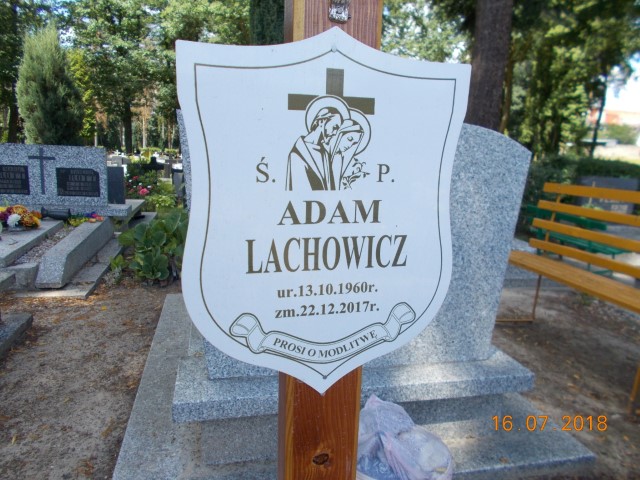 Ś. P.
ADAM
LACHOWICZ
ur.13.10.1960r.
zm.22.12.2017r.
PROSI O MODLITWĘ
16.07.2018